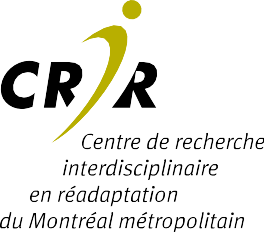 CRIR
Centre de recherche
interdisciplinaire
en réadaptation
du Montréal métropolitain